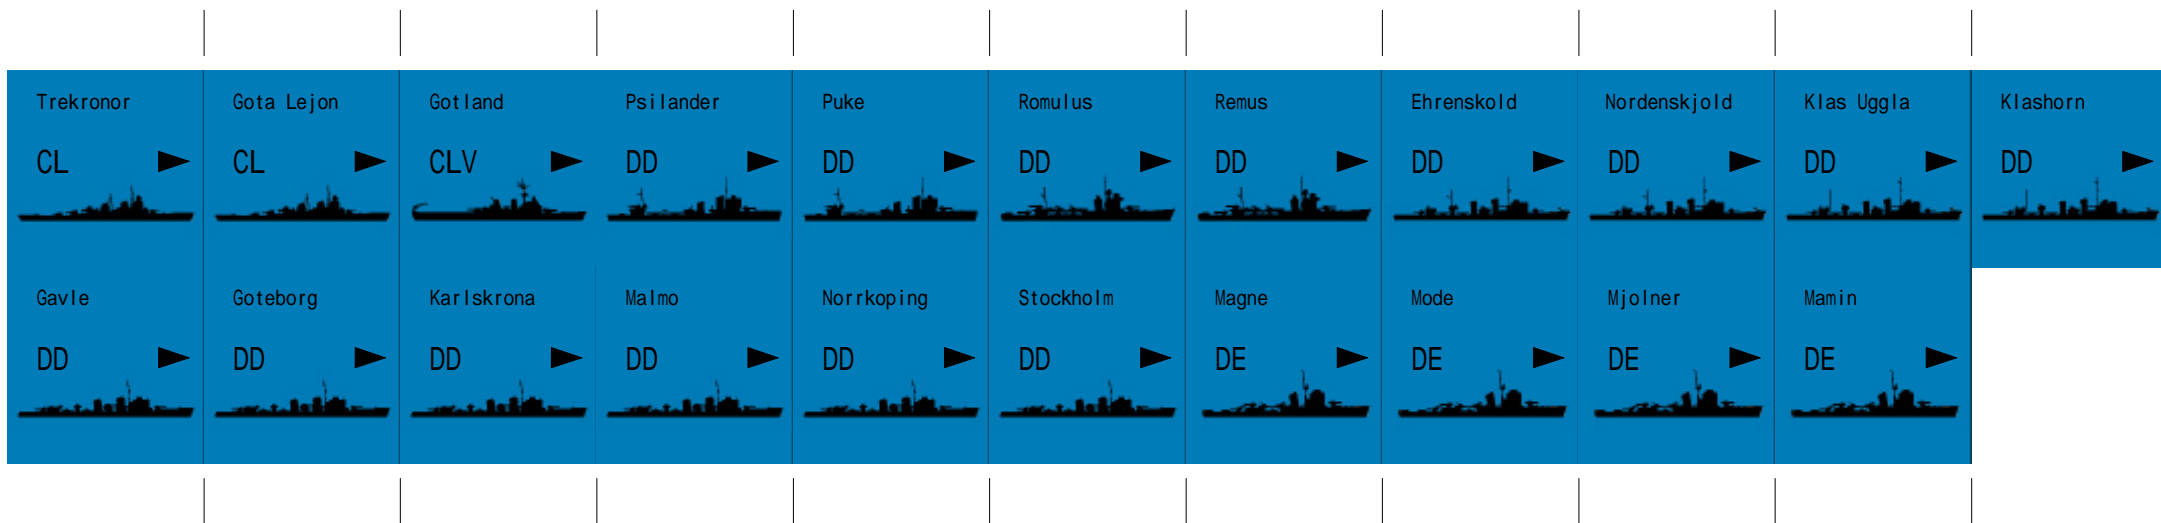 Trekronor Gota Lejon Gotland Psilander Puke Romulus Remus Ehrenskold Nordenskjold Klas Uggla Klashorn
CL CL CLV DD DD DD DD DD DD DD DD
Gavle Goteborg Karlskrona Malmo Norrkoping Stockholm Magne Mode Mjolner Mamin
DD DD DD DD DD DD DE DE DE DE